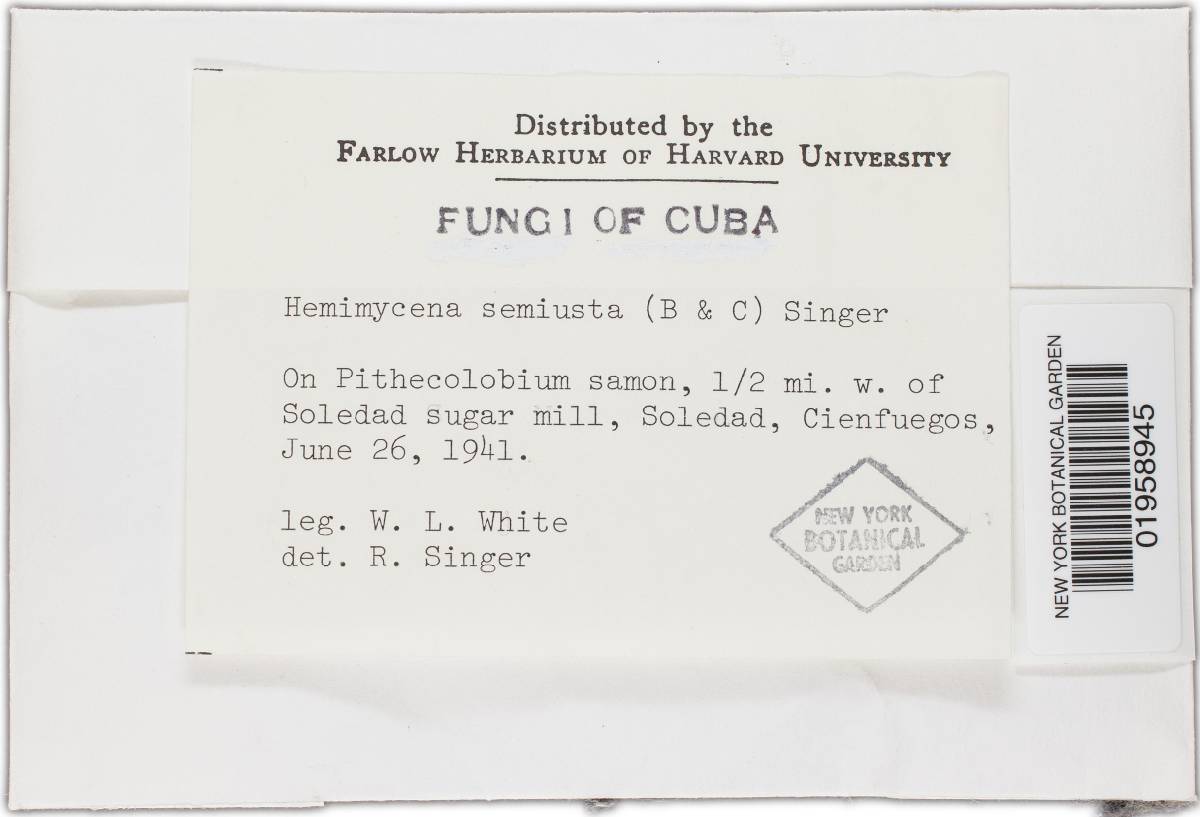 Distributed by the
FARLOW HERBARIUM OF HARVARD UNIVERSITY
FUNGI OF CUBA
Hemimycena semiusta (B & C) Singer
On Pithecolobium samon, 1/2 mi. w. of
Soledad sugar mill, Soledad, Cienfuegos,
June 26, 1941.
leg. W. L. White
det. R. Singer
NEW YORK
BOTANICAL
GARDEN
NEW YORK BOTANICAL GARDEN
01958945